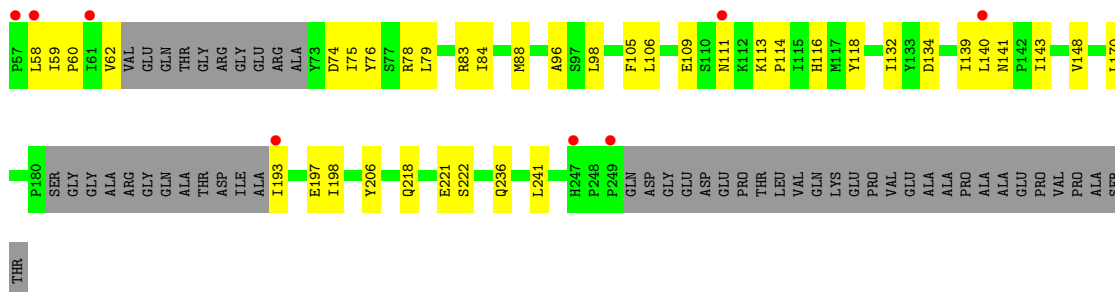 P57 L58 I59 P60 I61 V62 VAL GLU GLN THR GLY ARG GLY GLU ARG ALA Y73 D74 I75 Y76 S77 R78 L79 R83 I84 M88 A96 S97 L98 F105 L106 E109 S110 N111 K112 K113 P114 I115 H116 M117 Y118 I132 Y133 D134 I139 L140 N141 P142 I143 V148
P180 SER GLY GLY ALA ARG GLY GLN ALA THR ASP ILE ALA I193 E197 I198 Y206 Q218 E221 S222 Q236 L241 H247 P248 P249 GLN ASP GLY GLU ASP GLU PRO THR LEU VAL GLN LYS GLU PRO VAL GLU ALA ALA PRO ALA ALA GLU PRO VAL PRO ALA SER
THR